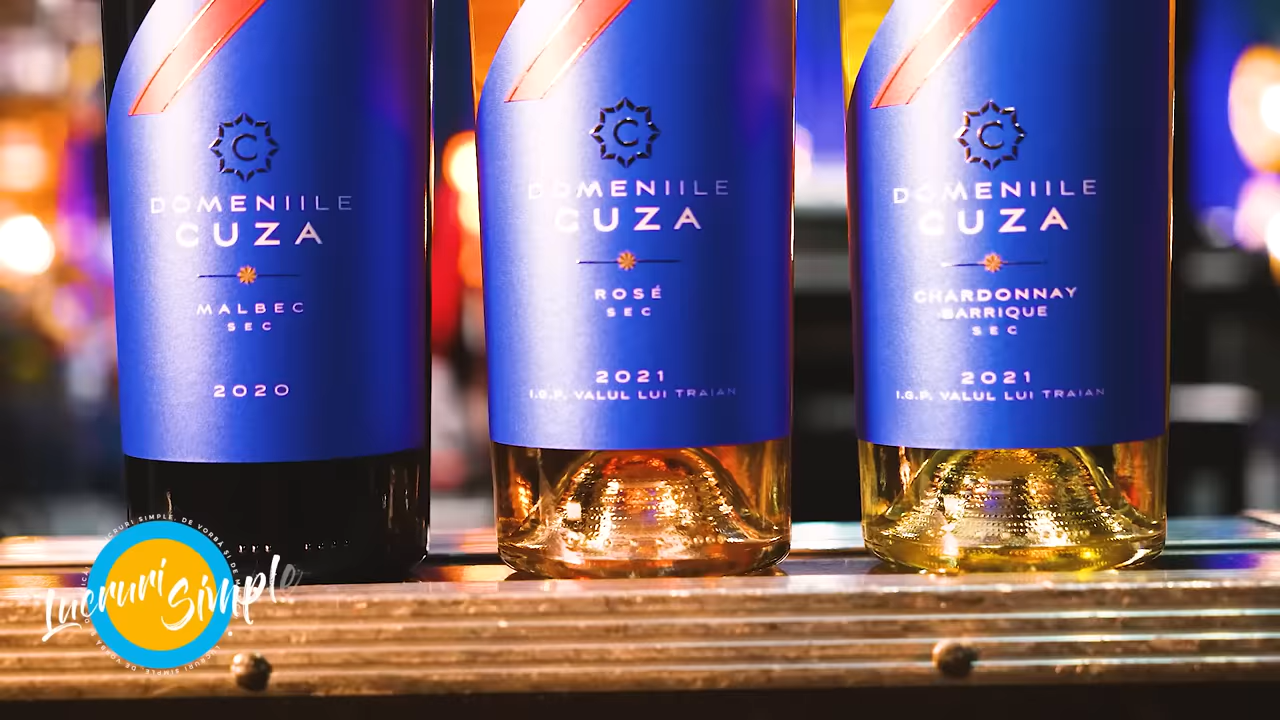 C
DOMENIILE
CUZA
MALBEC
SEC
2020
C
DOMENIILE
CUZA
ROSÉ
SEC
2021
I.G.P. VALUL LUI TRAIAN
C
DOMENIILE
CUZA
CHARDONNAY
BARRIQUE
SEC
2021
I.G.P. VALUL LUI TRAIAN
Lucruri Simple